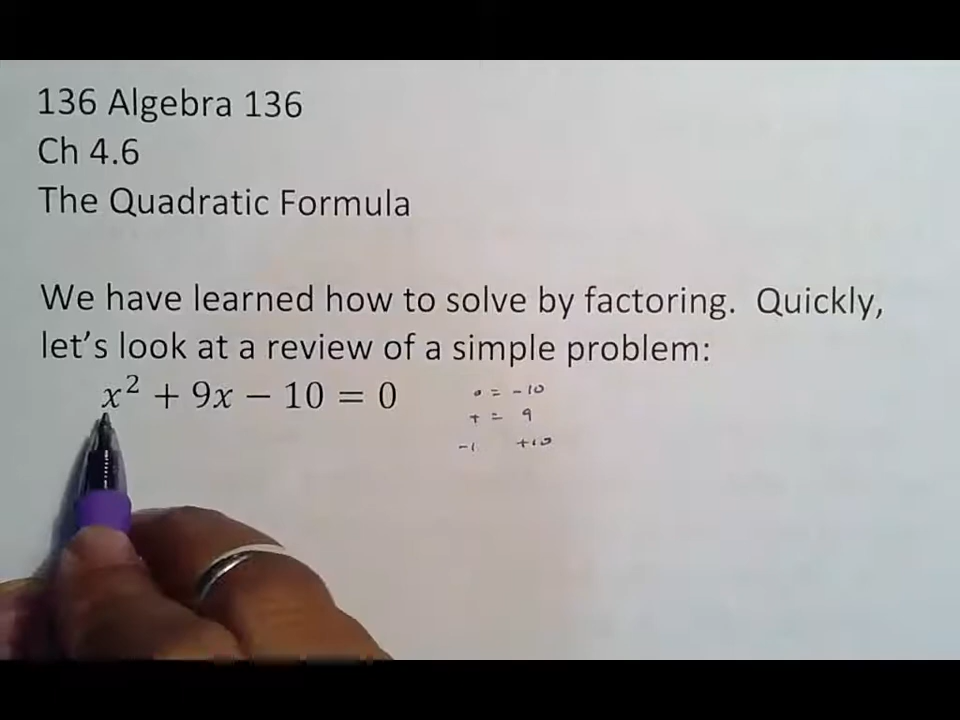 136 Algebra 136
Ch 4.6
The Quadratic Formula
We have learned how to solve by factoring. Quickly,
let's look at a review of a simple problem:
x² + 9x − 10 = 0
• = -10
+ = 9
-1 +10